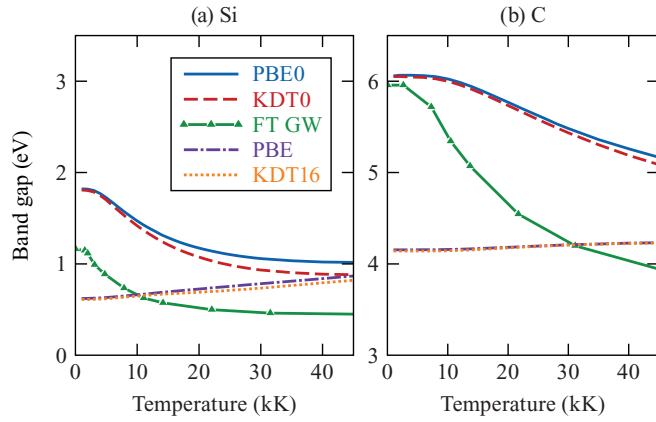 (a) Si
(b) C
Band gap (eV)
3
2
1
0
PBE0
KDT0
FT GW
PBE
KDT16
0
10
20
30
40
Temperature (kK)
6
5
4
3
0
10
20
30
40
Temperature (kK)